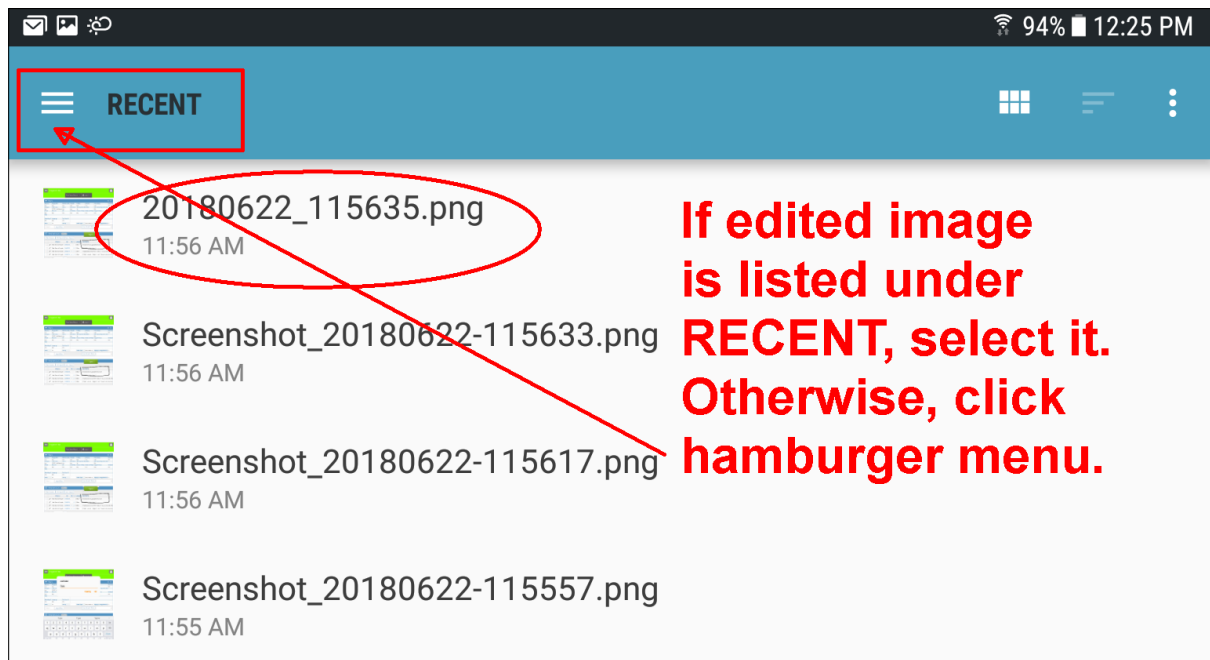 94% 12:25 PM
RECENT
20180622_115635.png
11:56 AM
Screenshot_20180622-115633.png
11:56 AM
Screenshot_20180622-115617.png
11:56 AM
Screenshot_20180622-115557.png
11:55 AM
If edited image
is listed under
RECENT, select it.
Otherwise, click
hamburger menu.